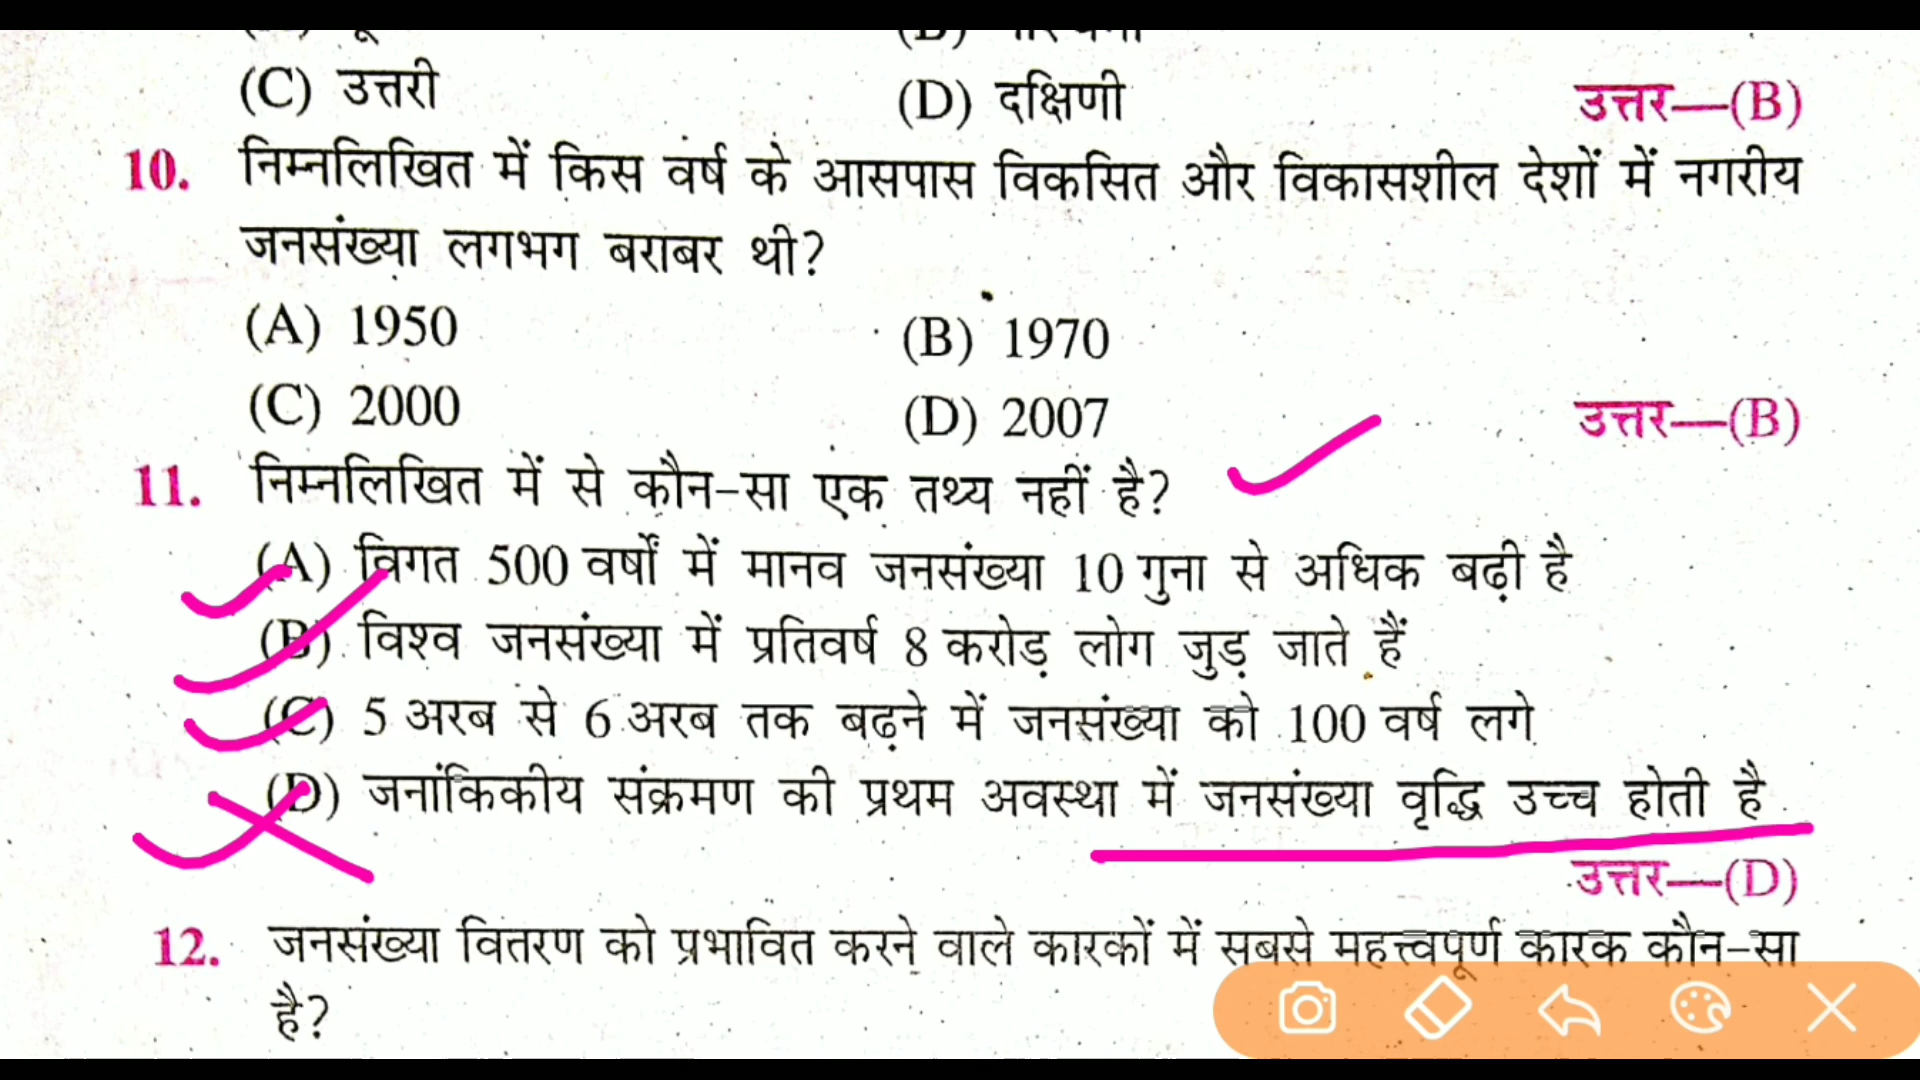 (C) उत्तरी (D) दक्षिणी उत्तर—(B)
10. निम्नलिखित में किस वर्ष के आसपास विकसित और विकासशील देशों में नगरीय
जनसंख्या लगभग बराबर थी?
(A) 1950 (B) 1970
(C) 2000 (D) 2007 उत्तर—(B)
11. निम्नलिखित में से कौन-सा एक तथ्य नहीं है?
(A) विगत 500 वर्षों में मानव जनसंख्या 10 गुना से अधिक बढ़ी है
(B) विश्व जनसंख्या में प्रतिवर्ष 8 करोड़ लोग जुड़ जाते हैं
(C) 5 अरब से 6 अरब तक बढ़ने में जनसंख्या को 100 वर्ष लगे
(D) जनांकिकीय संक्रमण की प्रथम अवस्था में जनसंख्या वृद्धि उच्च होती है
उत्तर—(D)
12. जनसंख्या वितरण को प्रभावित करने वाले कारकों में सबसे महत्त्वपूर्ण कारक कौन-सा
है?